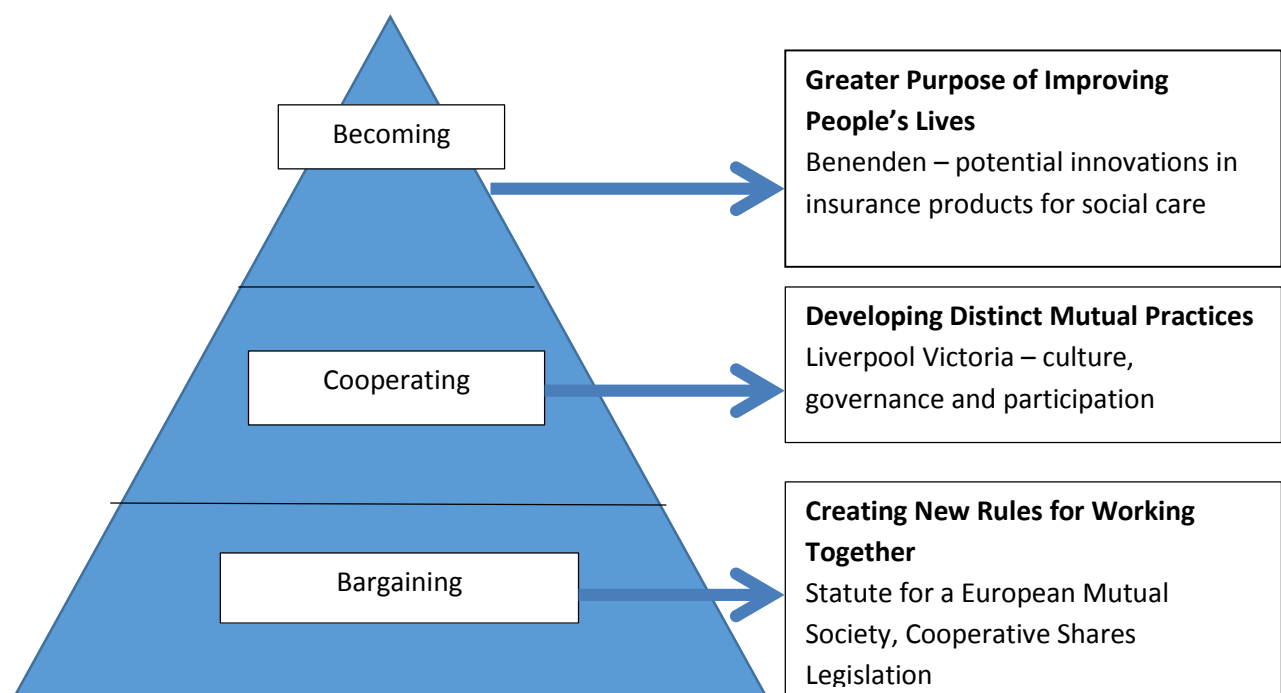 Becoming
Greater Purpose of Improving
People’s Lives
Benenden – potential innovations in
insurance products for social care
Cooperating
Developing Distinct Mutual Practices
Liverpool Victoria – culture,
governance and participation
Bargaining
Creating New Rules for Working
Together
Statute for a European Mutual
Society, Cooperative Shares
Legislation